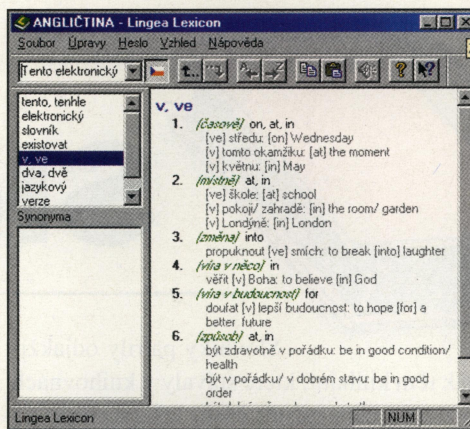 ANGLIČTINA - Lingea Lexicon
Soubor Úpravy Heslo Vzhled Nápověda
Tento elektronický
tento, tenhle
elektronický
slovník
existovat
v, ve
dva, dvě
jazykový
verze
Synonyma
v, ve
1. /časově/ on, at, in
[ve] středu: [on] Wednesday
[v] tomto okamžiku: [at] the moment
[v] květnu: [in] May
2. /místně/ at, in
[ve] škole: [at] school
[v] pokoji/ zahradě: [in] the room/ garden
[v] Londýně: [in] London
3. /změna/ into
propuknout [ve] smích: to break [into] laughter
4. /víra v něco/ in
věřit [v] Boha: to believe [in] God
5. /víra v budoucnost/ for
doufat [v] lepší budoucnost: to hope [for] a
better future
6. /způsob/ at, in
být zdravotně v pořádku: be in good condition/
health
být v pořádku/ v dobrém stavu: be in good
order
Lingea Lexicon
NUM